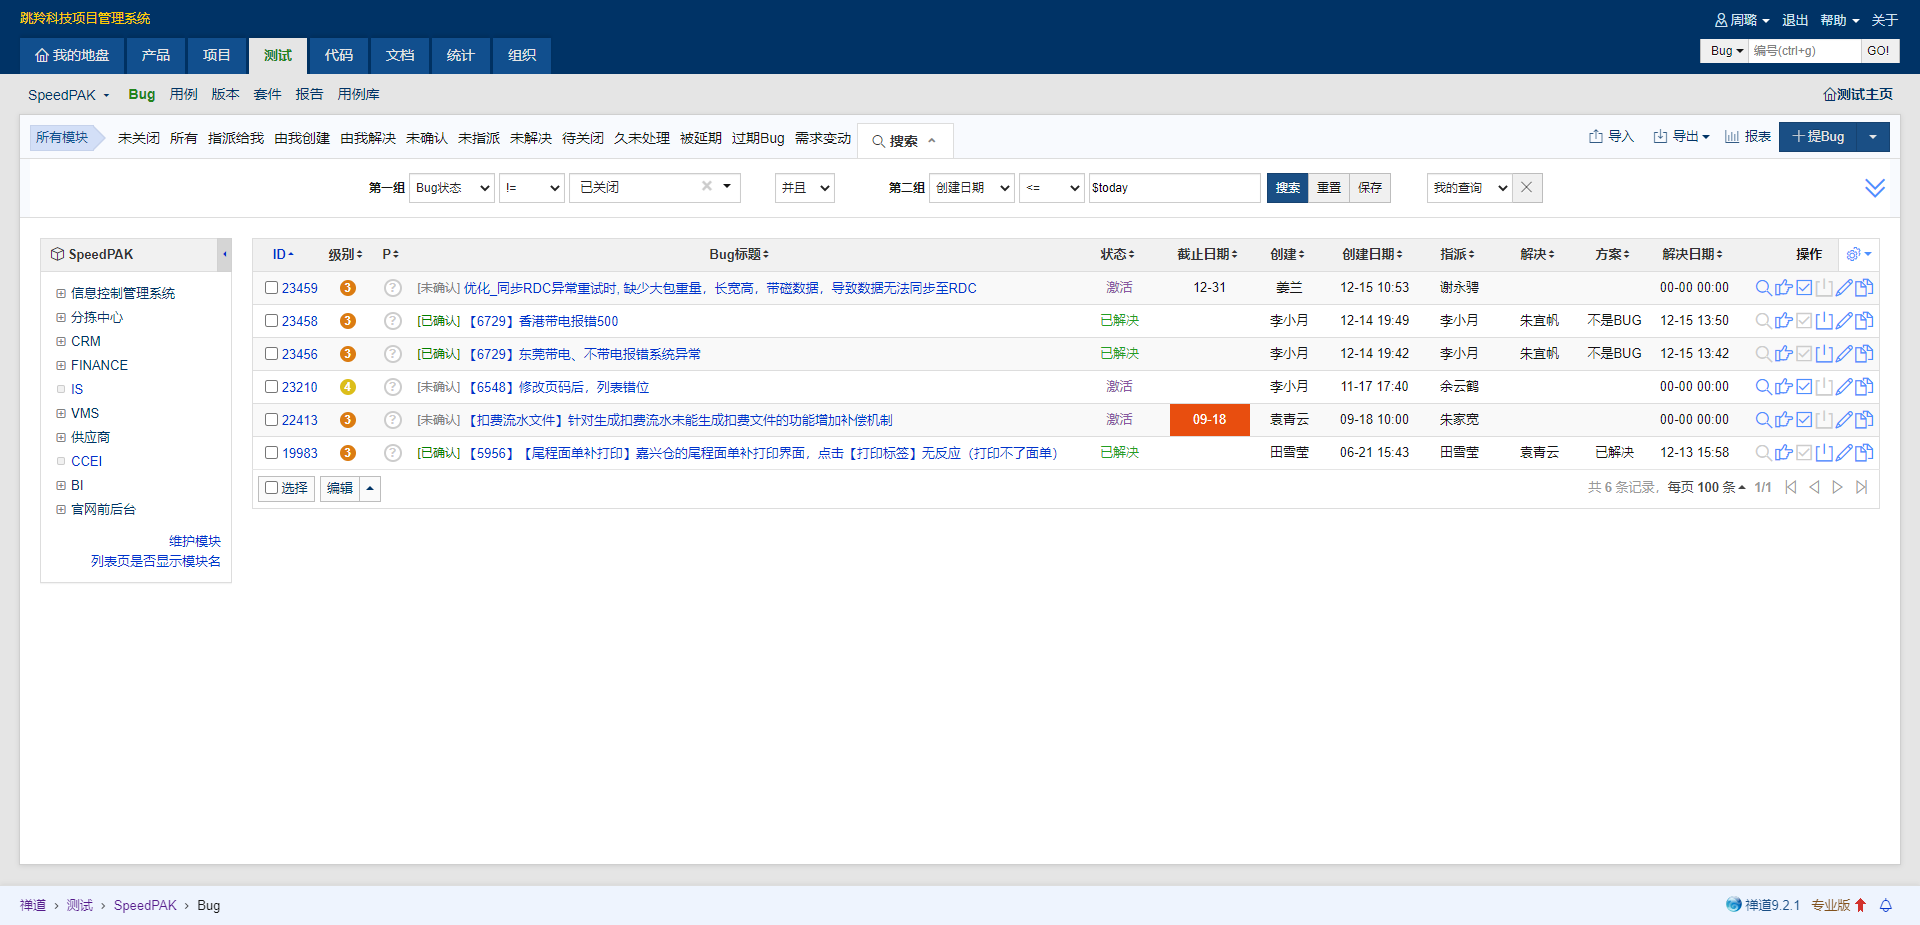 跳羚科技项目管理系统
周璐 退出 帮助 关于
我的地盘 产品 项目 测试 代码 文档 统计 组织
Bug 编号(ctrl+g) GO!
SpeedPAK Bug 用例 版本 套件 报告 用例库 测试主页
所有模块 未关闭 所有 指派给我 由我创建 由我解决 未确认 未指派 未解决 待关闭 久未处理 被延期 过期Bug 需求变动 搜索 导入 导出 报表 提Bug
第一组 Bug状态 != 已关闭 并且 第二组 创建日期 <= $today 搜索 重置 保存 我的查询
SpeedPAK
信息控制管理系统
分拣中心
CRM
FINANCE
IS
VMS
供应商
CCEI
BI
官网前后台
维护模块
列表页是否显示模块名
ID 级别 P Bug标题 状态 截止日期 创建 创建日期 指派 解决 方案 解决日期 操作
23459 3 ? [未确认] 优化_同步RDC异常重试时, 缺少大包重量，长宽高，带磁数据，导致数据无法同步至RDC 激活 12-31 姜兰 12-15 10:53 谢永骋 00-00 00:00
23458 3 ? [已确认] 【6729】香港带电报错500 已解决 李小月 12-14 19:49 李小月 朱宜帆 不是BUG 12-15 13:50
23456 3 ? [已确认] 【6729】东莞带电、不带电报错系统异常 已解决 李小月 12-14 19:42 李小月 朱宜帆 不是BUG 12-15 13:42
23210 4 ? [未确认] 【6548】修改页码后，列表错位 激活 李小月 11-17 17:40 余云鹤 00-00 00:00
22413 3 ? [未确认] 【扣费流水文件】针对生成扣费流水未能生成扣费文件的功能增加补偿机制 激活 09-18 袁青云 09-18 10:00 朱家宽 00-00 00:00
19983 3 ? [已确认] 【5956】【尾程面单补打印】嘉兴仓的尾程面单补打印界面，点击【打印标签】无反应（打印不了面单） 已解决 田雪莹 06-21 15:43 田雪莹 袁青云 已解决 12-13 15:58
选择 编辑 共 6 条记录，每页 100 条 1/1
禅道 › 测试 › SpeedPAK › Bug 禅道9.2.1 专业版